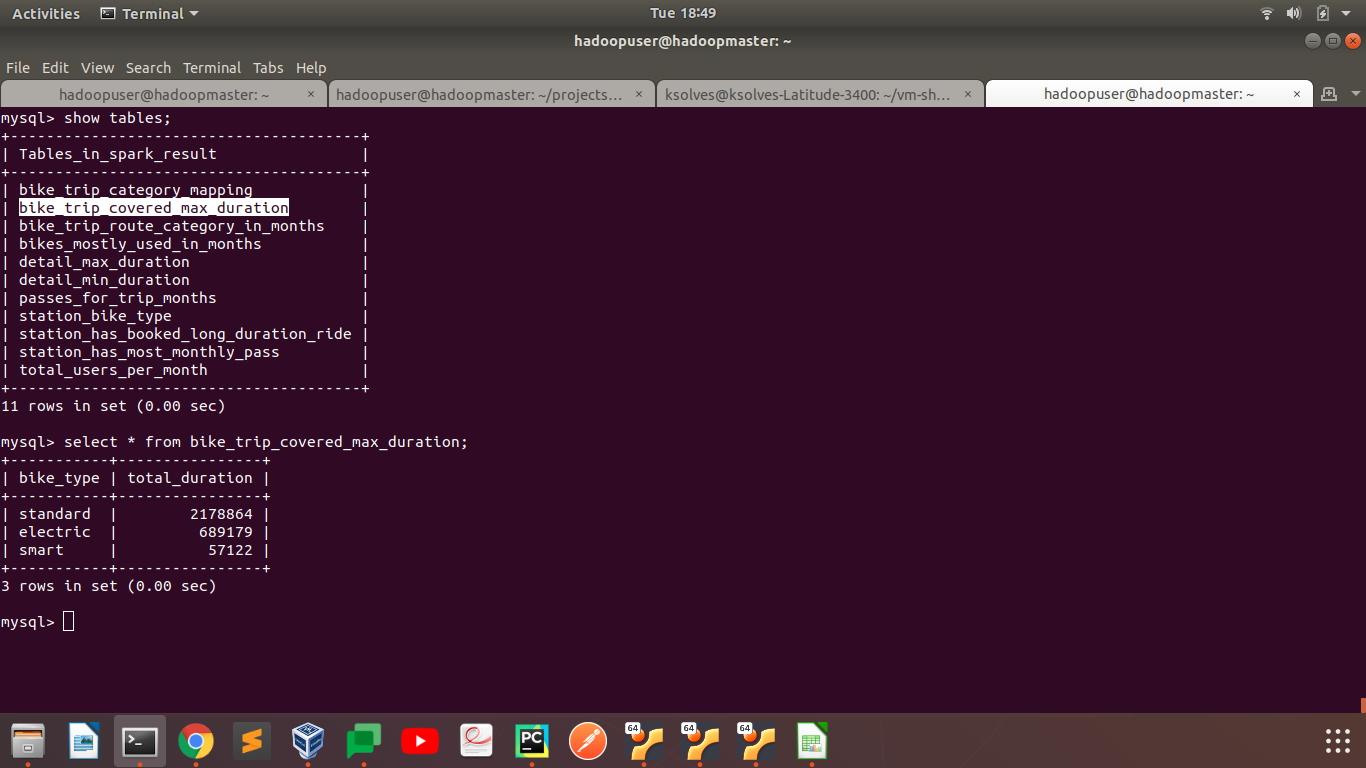 Activities Terminal Tue 18:49
hadoopuser@hadoopmaster: ~
File Edit View Search Terminal Tabs Help
hadoopuser@hadoopmaster: ~ × hadoopuser@hadoopmaster: ~/projects... × ksolves@ksolves-Latitude-3400: ~/vm-sh... × hadoopuser@hadoopmaster: ~ ×
mysql> show tables;
+---------------------------------------+
| Tables_in_spark_result                |
+---------------------------------------+
| bike_trip_category_mapping            |
| bike_trip_covered_max_duration        |
| bike_trip_route_category_in_months    |
| bikes_mostly_used_in_months           |
| detail_max_duration                   |
| detail_min_duration                   |
| passes_for_trip_months                |
| station_bike_type                     |
| station_has_booked_long_duration_ride |
| station_has_most_monthly_pass         |
| total_users_per_month                 |
+---------------------------------------+
11 rows in set (0.00 sec)
mysql> select * from bike_trip_covered_max_duration;
+-----------+----------------+
| bike_type | total_duration |
+-----------+----------------+
| standard  |        2178864 |
| electric  |         689179 |
| smart     |          57122 |
+-----------+----------------+
3 rows in set (0.00 sec)
mysql>
PC 64 64 64